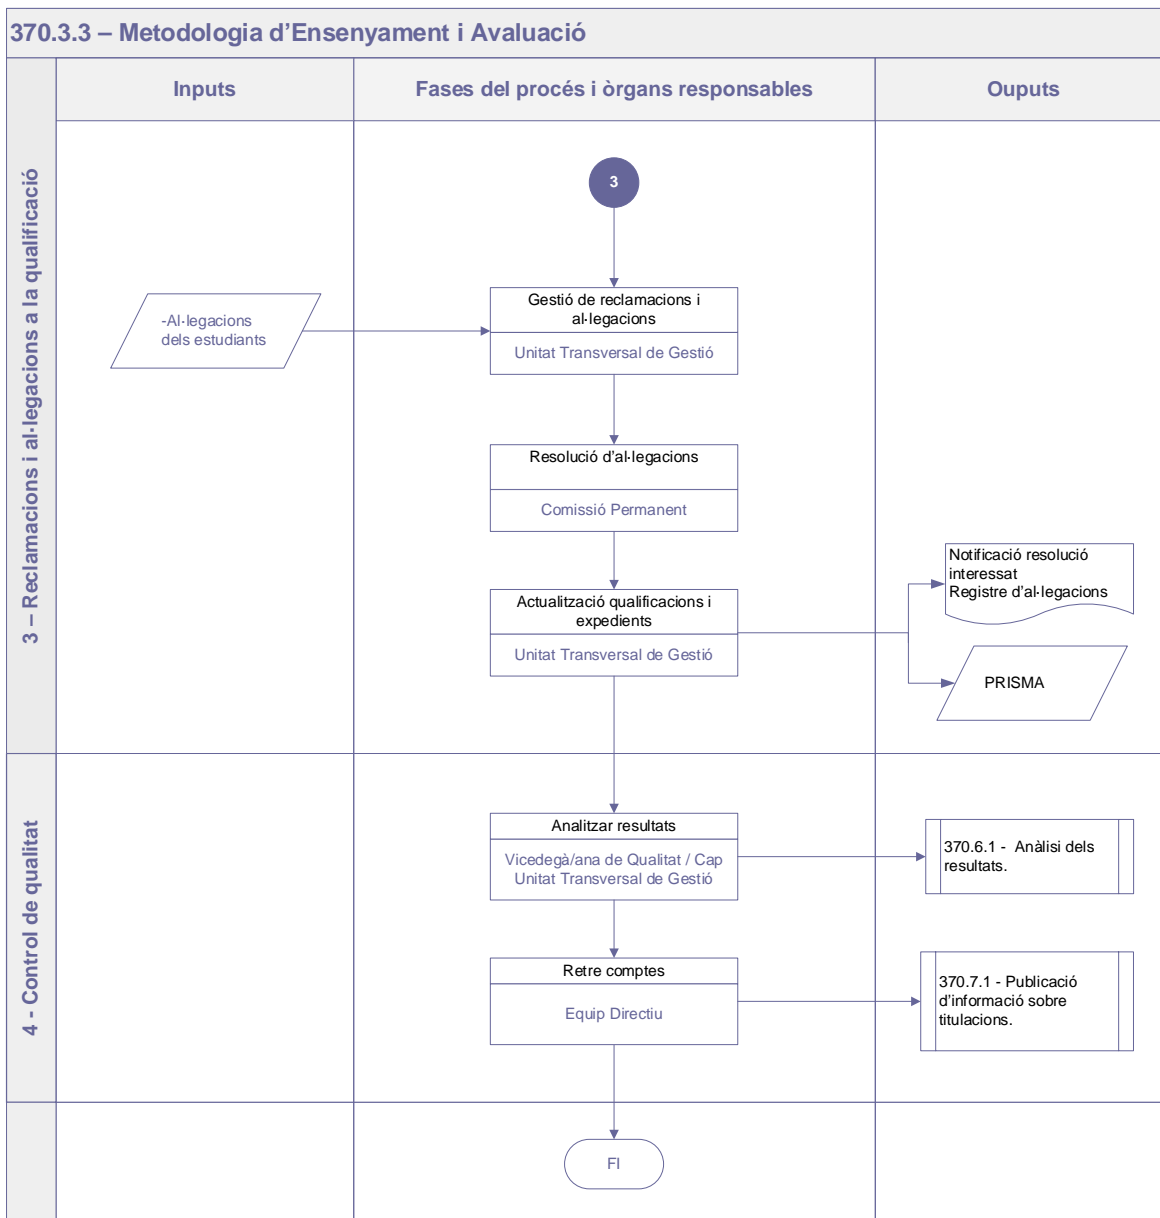 370.3.3 – Metodologia d’Ensenyament i Avaluació
Inputs
Fases del procés i òrgans responsables
Ouputs
3 – Reclamacions i al·legacions a la qualificació
3
-Al·legacions
dels estudiants
Gestió de reclamacions i
al·legacions
Unitat Transversal de Gestió
Resolució d’al·legacions
Comissió Permanent
Actualització qualificacions i
expedients
Unitat Transversal de Gestió
Notificació resolució
interessat
Registre d’al·legacions
PRISMA
4 - Control de qualitat
Analitzar resultats
Vicedegà/ana de Qualitat / Cap
Unitat Transversal de Gestió
370.6.1 - Anàlisi dels
resultats.
Retre comptes
Equip Directiu
370.7.1 - Publicació
d’informació sobre
titulacions.
FI